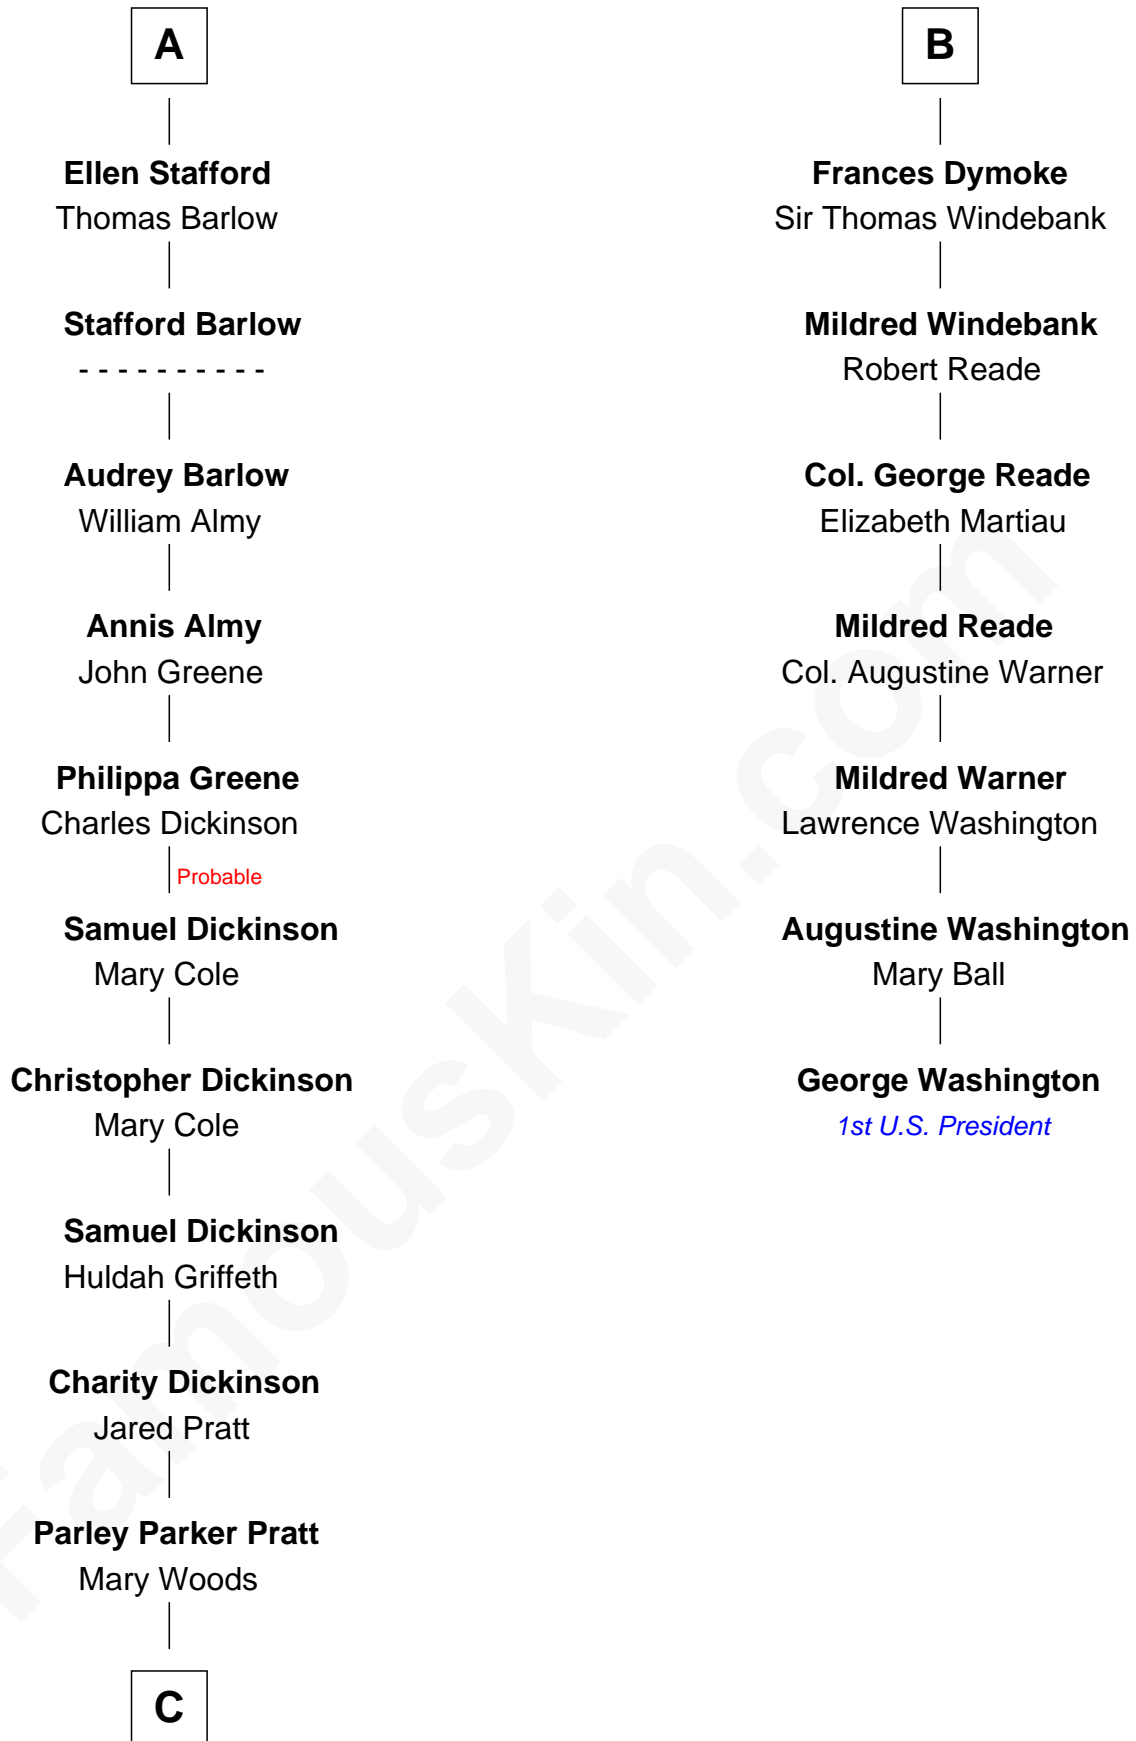 A
Ellen Stafford
Thomas Barlow
Stafford Barlow
- - - - - - - - - -
Audrey Barlow
William Almy
Annis Almy
John Greene
Philippa Greene
Charles Dickinson
Probable
Samuel Dickinson
Mary Cole
Christopher Dickinson
Mary Cole
Samuel Dickinson
Huldah Griffeth
Charity Dickinson
Jared Pratt
Parley Parker Pratt
Mary Woods
C
B
Frances Dymoke
Sir Thomas Windebank
Mildred Windebank
Robert Reade
Col. George Reade
Elizabeth Martiau
Mildred Reade
Col. Augustine Warner
Mildred Warner
Lawrence Washington
Augustine Washington
Mary Ball
George Washington
1st U.S. President
FamousKin.com